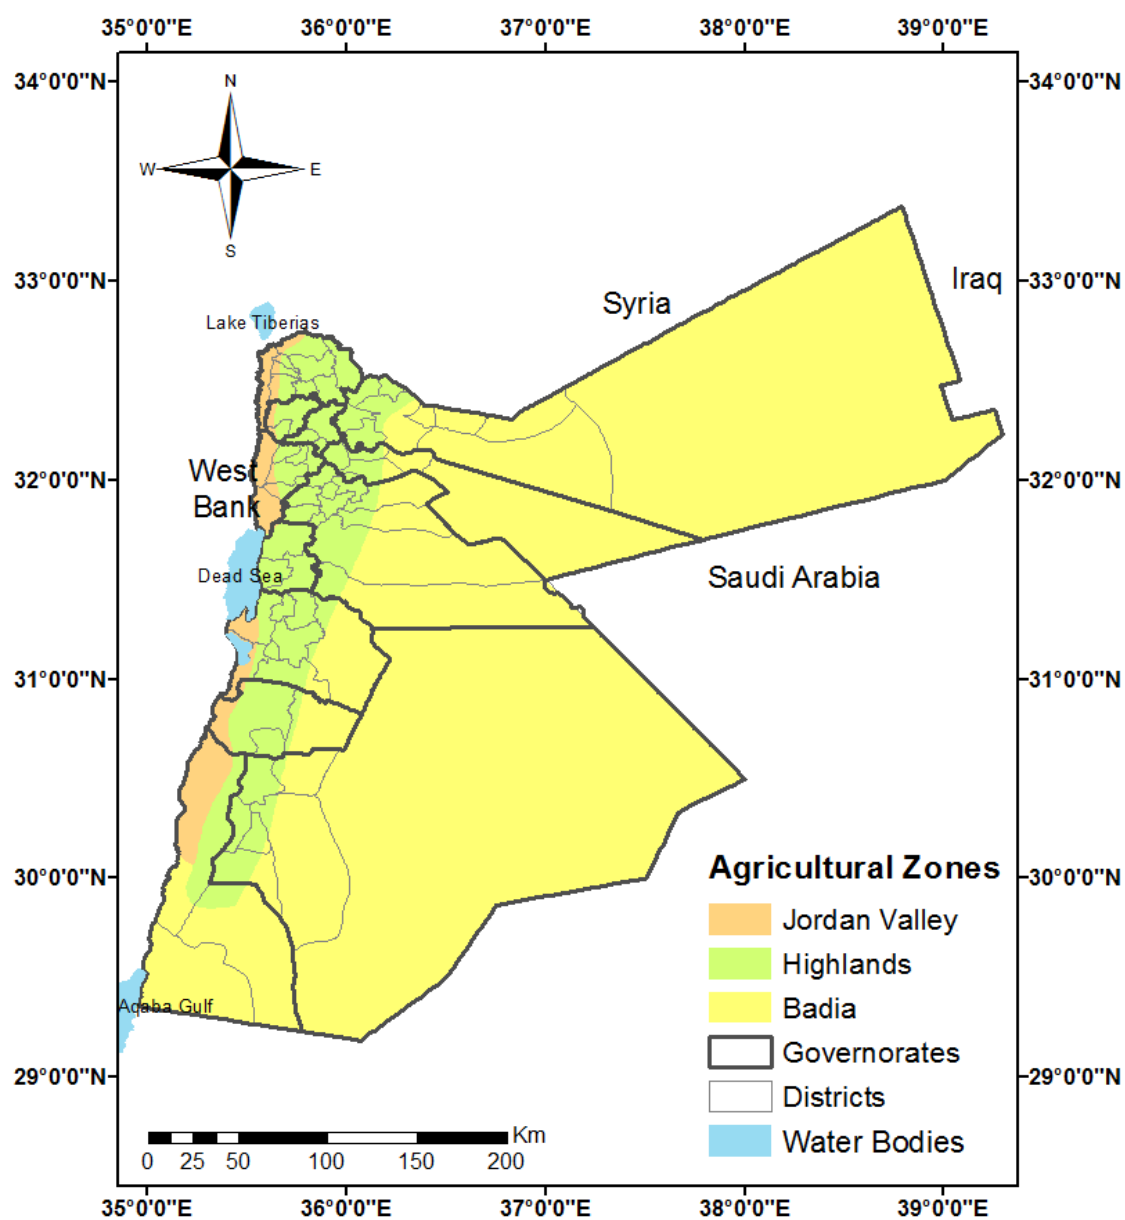 35°0'0"E 36°0'0"E 37°0'0"E 38°0'0"E 39°0'0"E
34°0'0"N 34°0'0"N
N
W E
S
33°0'0"N 33°0'0"N
Iraq
Syria
Lake Tiberias
West
Bank
32°0'0"N 32°0'0"N
Dead Sea
Saudi Arabia
31°0'0"N 31°0'0"N
30°0'0"N 30°0'0"N
Aqaba Gulf
29°0'0"N 29°0'0"N
Agricultural Zones
Jordan Valley
Highlands
Badia
Governorates
Districts
Water Bodies
Km
0 25 50 100 150 200
35°0'0"E 36°0'0"E 37°0'0"E 38°0'0"E 39°0'0"E